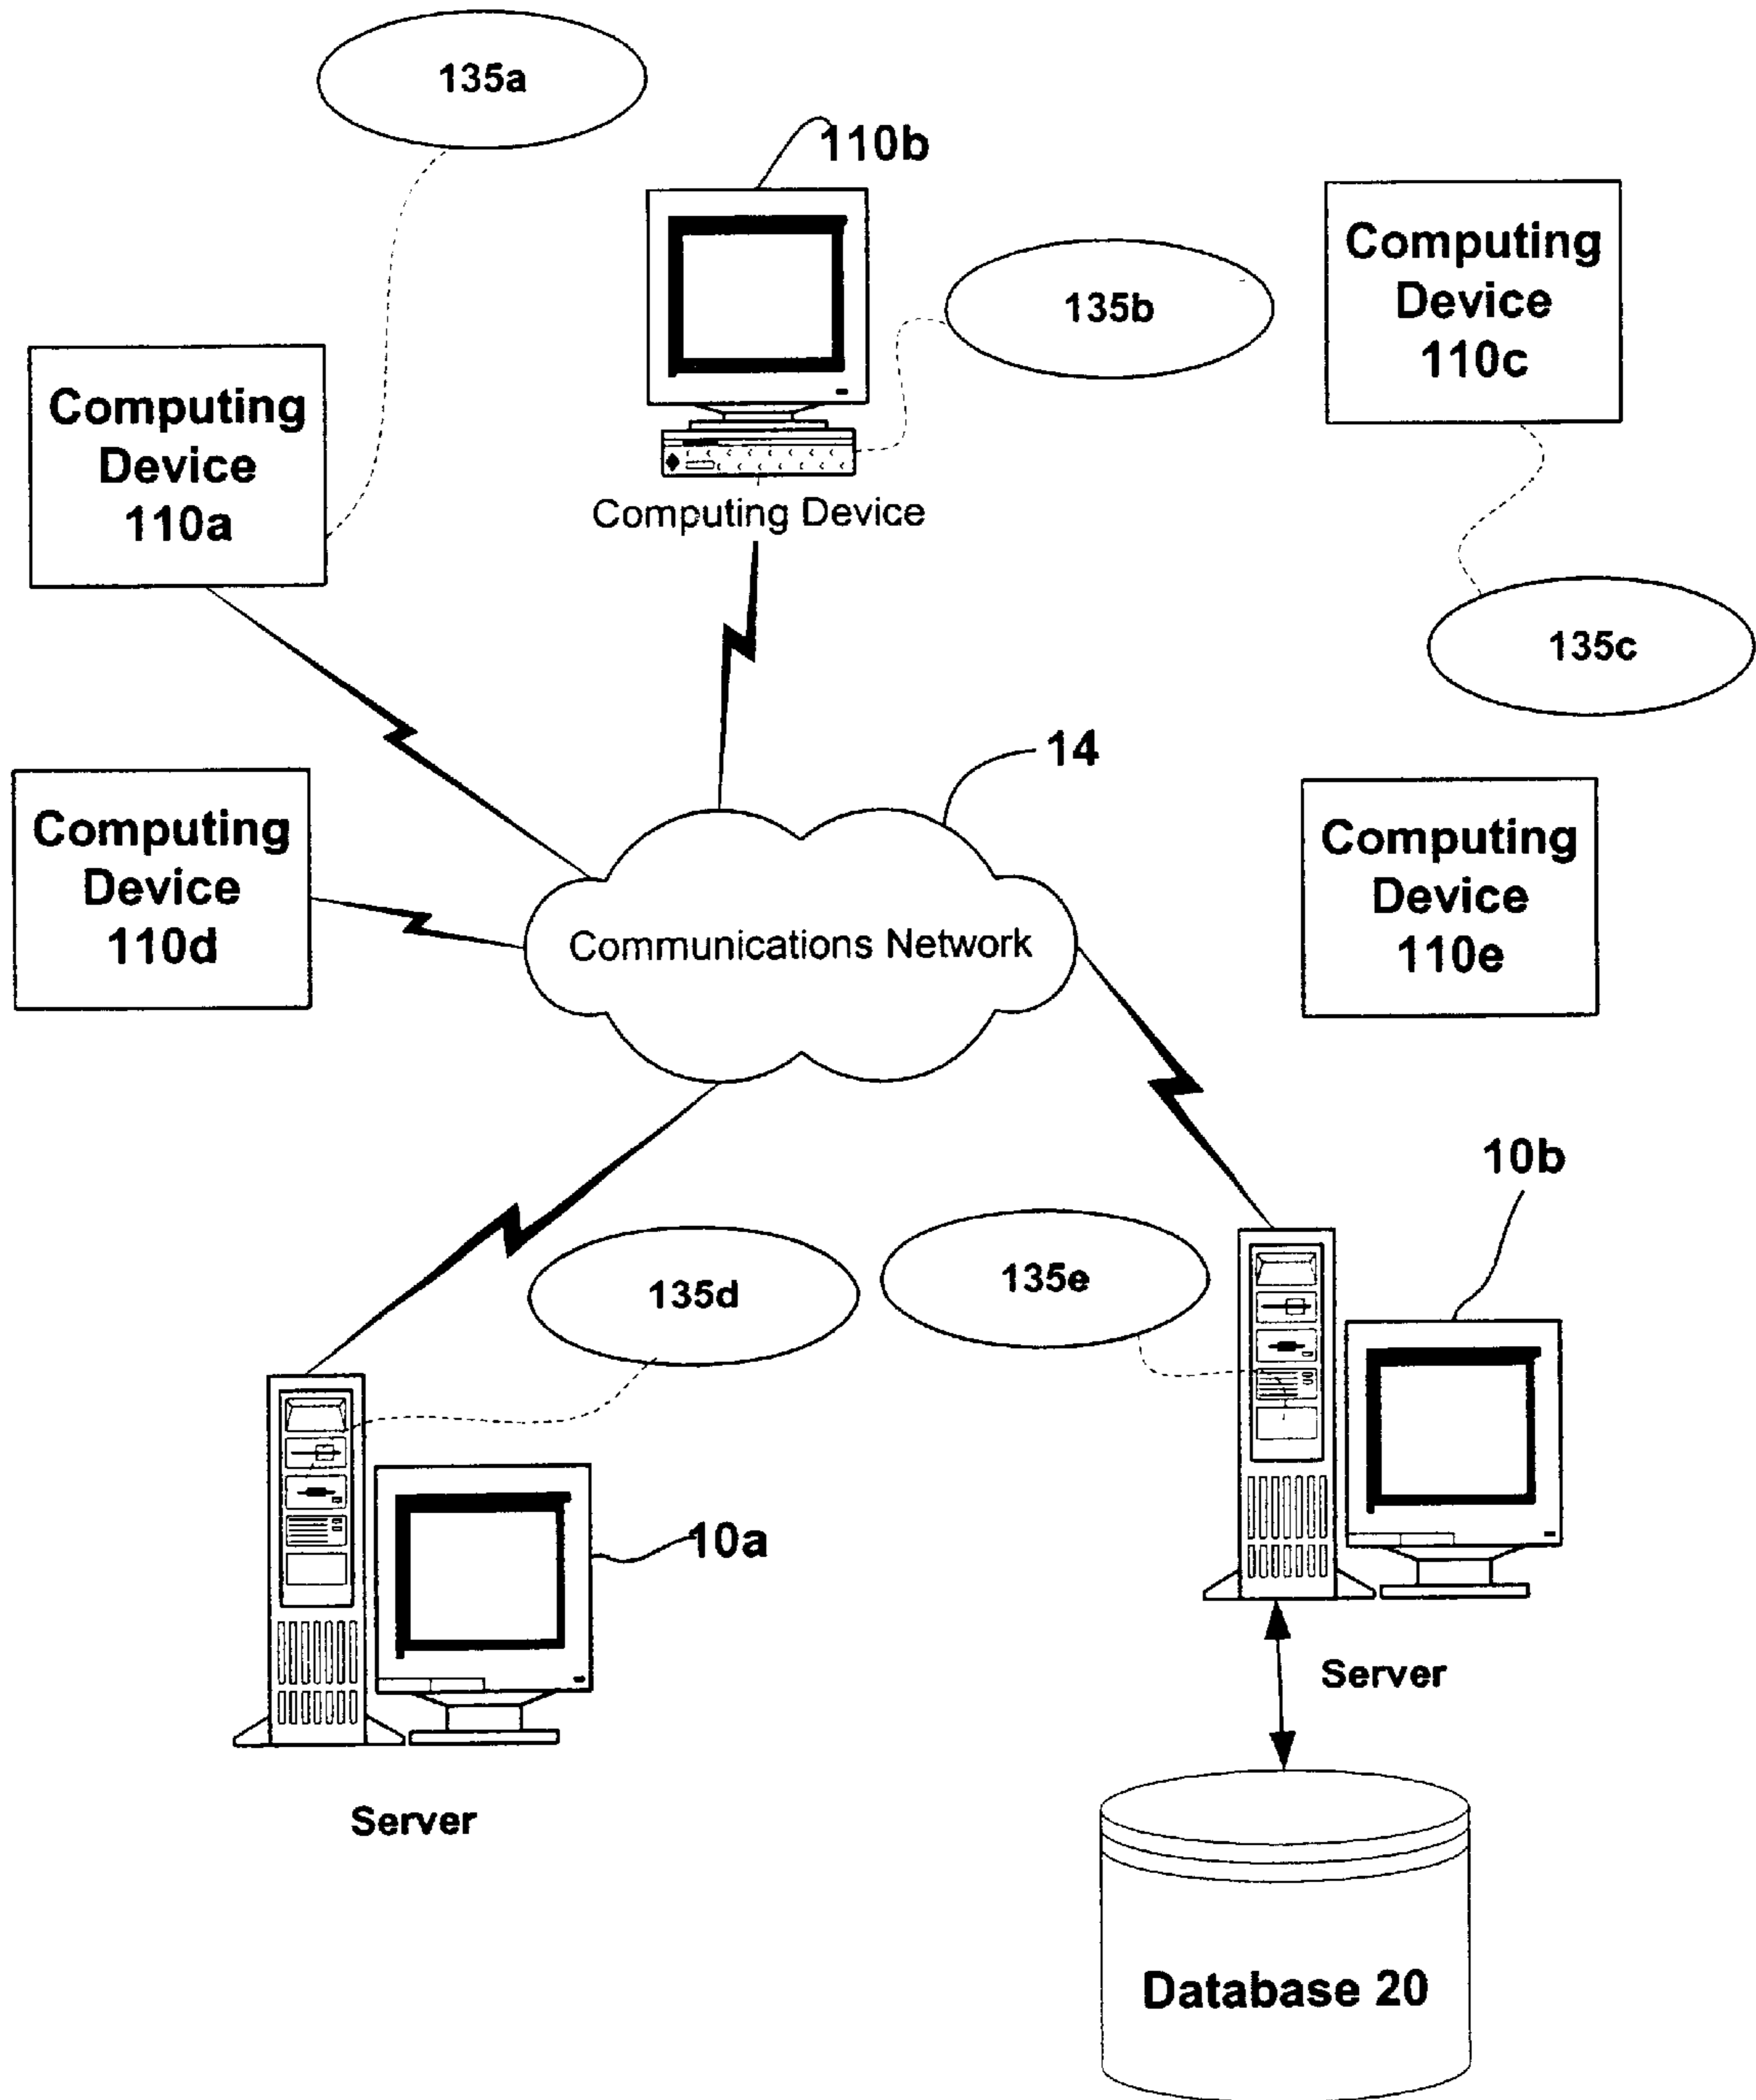 135a
110b
135b
Computing
Device
110c
Computing
Device
110a
Computing Device
135c
14
Computing
Device
110d
Communications Network
Computing
Device
110e
10b
135d
135e
10a
Server
Server
Database 20